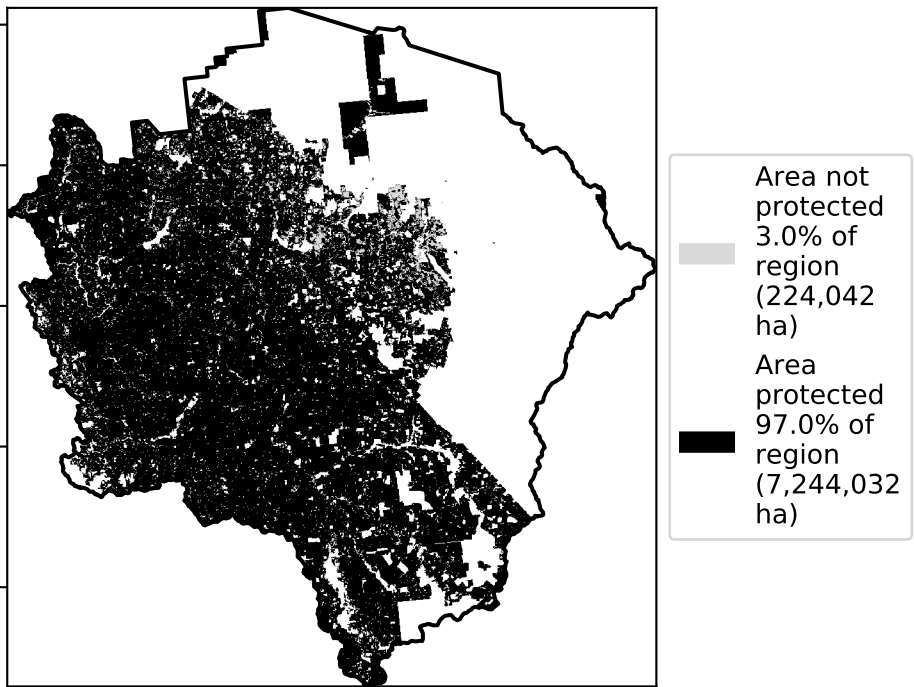 Area not
protected
3.0% of
region
(224,042
ha)
Area
protected
97.0% of
region
(7,244,032
ha)